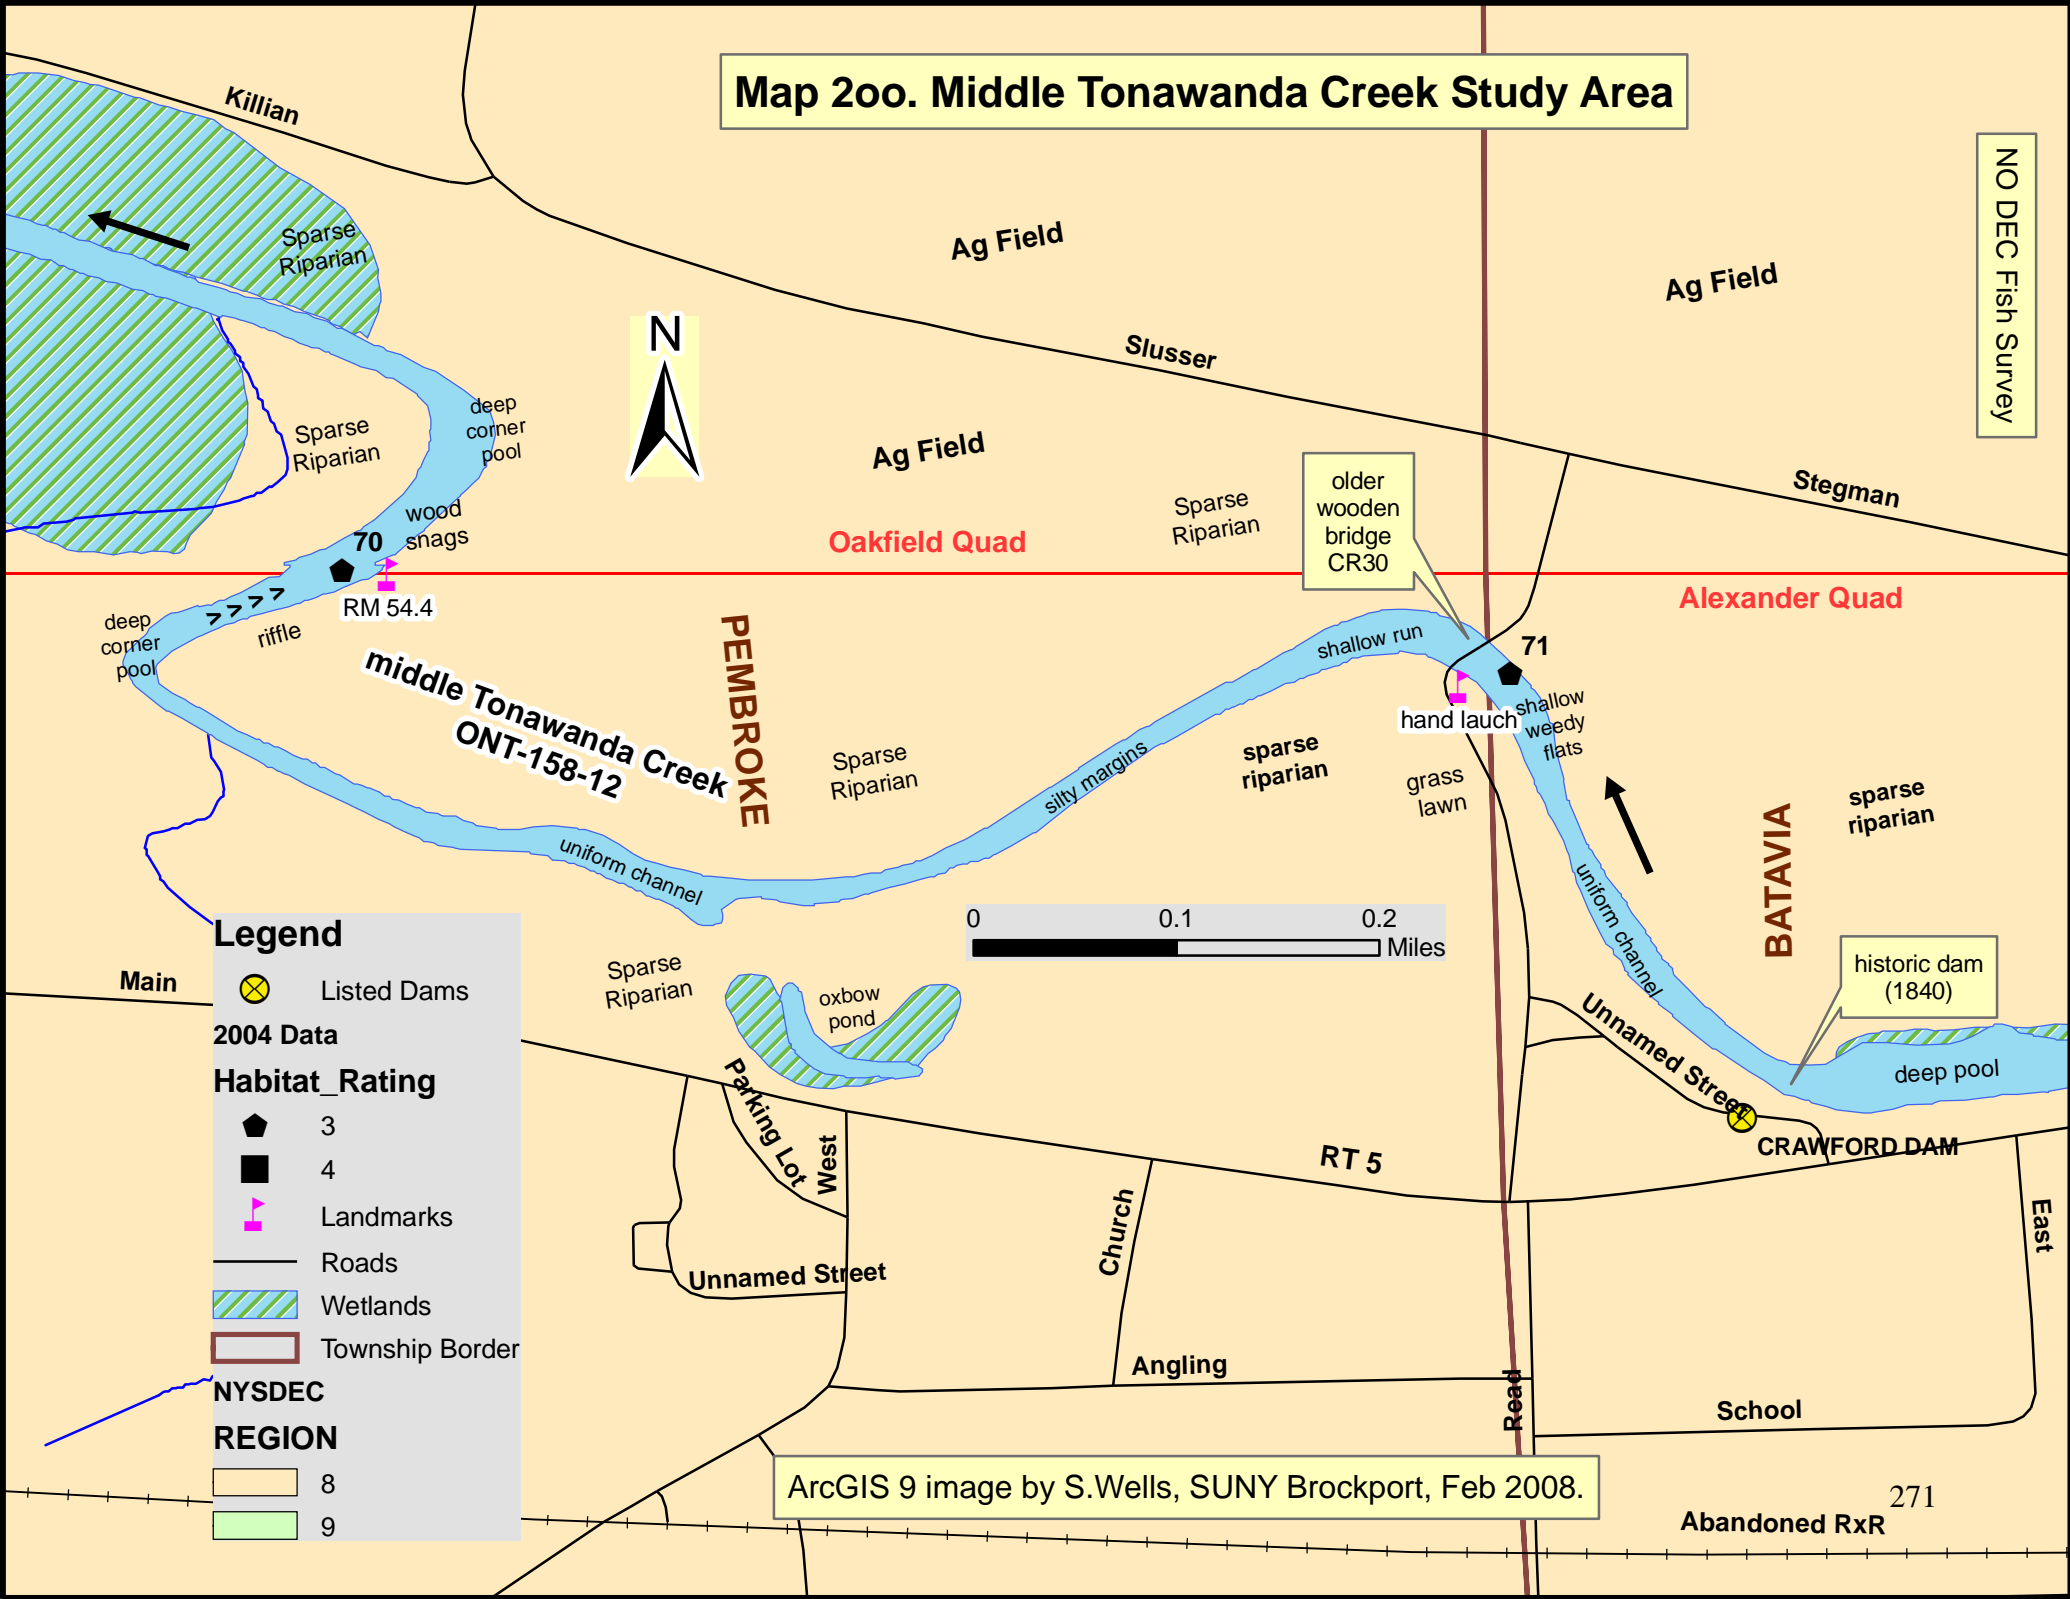 Map 2oo. Middle Tonawanda Creek Study Area
NO DEC Fish Survey
Killian
Sparse
Riparian
Ag Field
Ag Field
N
Slusser
deep
corner
pool
Sparse
Riparian
Ag Field
older
wooden
bridge
CR30
Stegman
Sparse
Riparian
wood
snags
70
Oakfield Quad
RM 54.4
Alexander Quad
deep
corner
pool
> > > >
riffle
PEMBROKE
shallow run
71
middle Tonawanda Creek
ONT-158-12
hand lauch
shallow
weedy
flats
Sparse
Riparian
silty margins
sparse
riparian
grass
lawn
sparse
riparian
BATAVIA
uniform channel
uniform channel
0 0.1 0.2
Miles
historic dam
(1840)
Sparse
Riparian
oxbow
pond
Main
Unnamed Street
deep pool
CRAWFORD DAM
Parking Lot
West
RT 5
Church
East
Unnamed Street
Angling
Read
School
Legend
Listed Dams
2004 Data
Habitat_Rating
3
4
Landmarks
Roads
Wetlands
Township Border
NYSDEC
REGION
8
9
ArcGIS 9 image by S.Wells, SUNY Brockport, Feb 2008.
271
Abandoned RxR